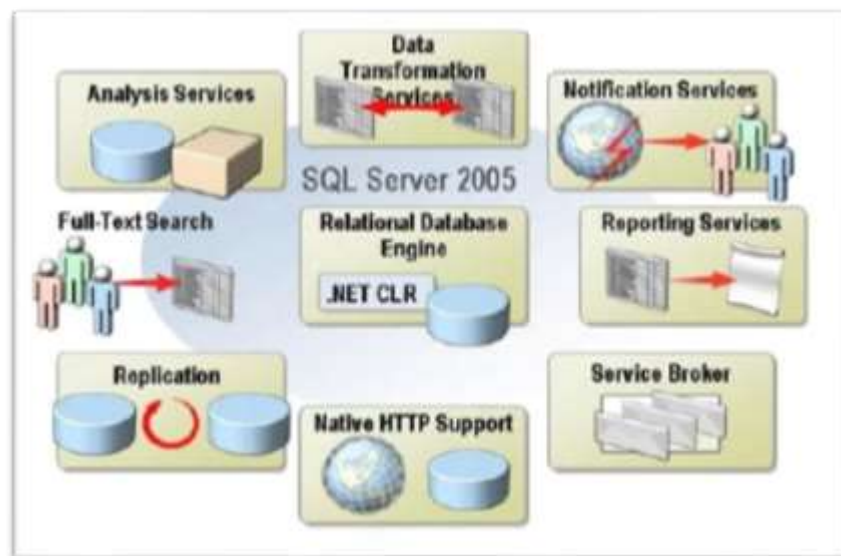 Data
Transformation
Services
Analysis Services
Notification Services
SQL Server 2005
Full-Text Search
Relational Database
Engine
.NET CLR
Reporting Services
Replication
Native HTTP Support
Service Broker